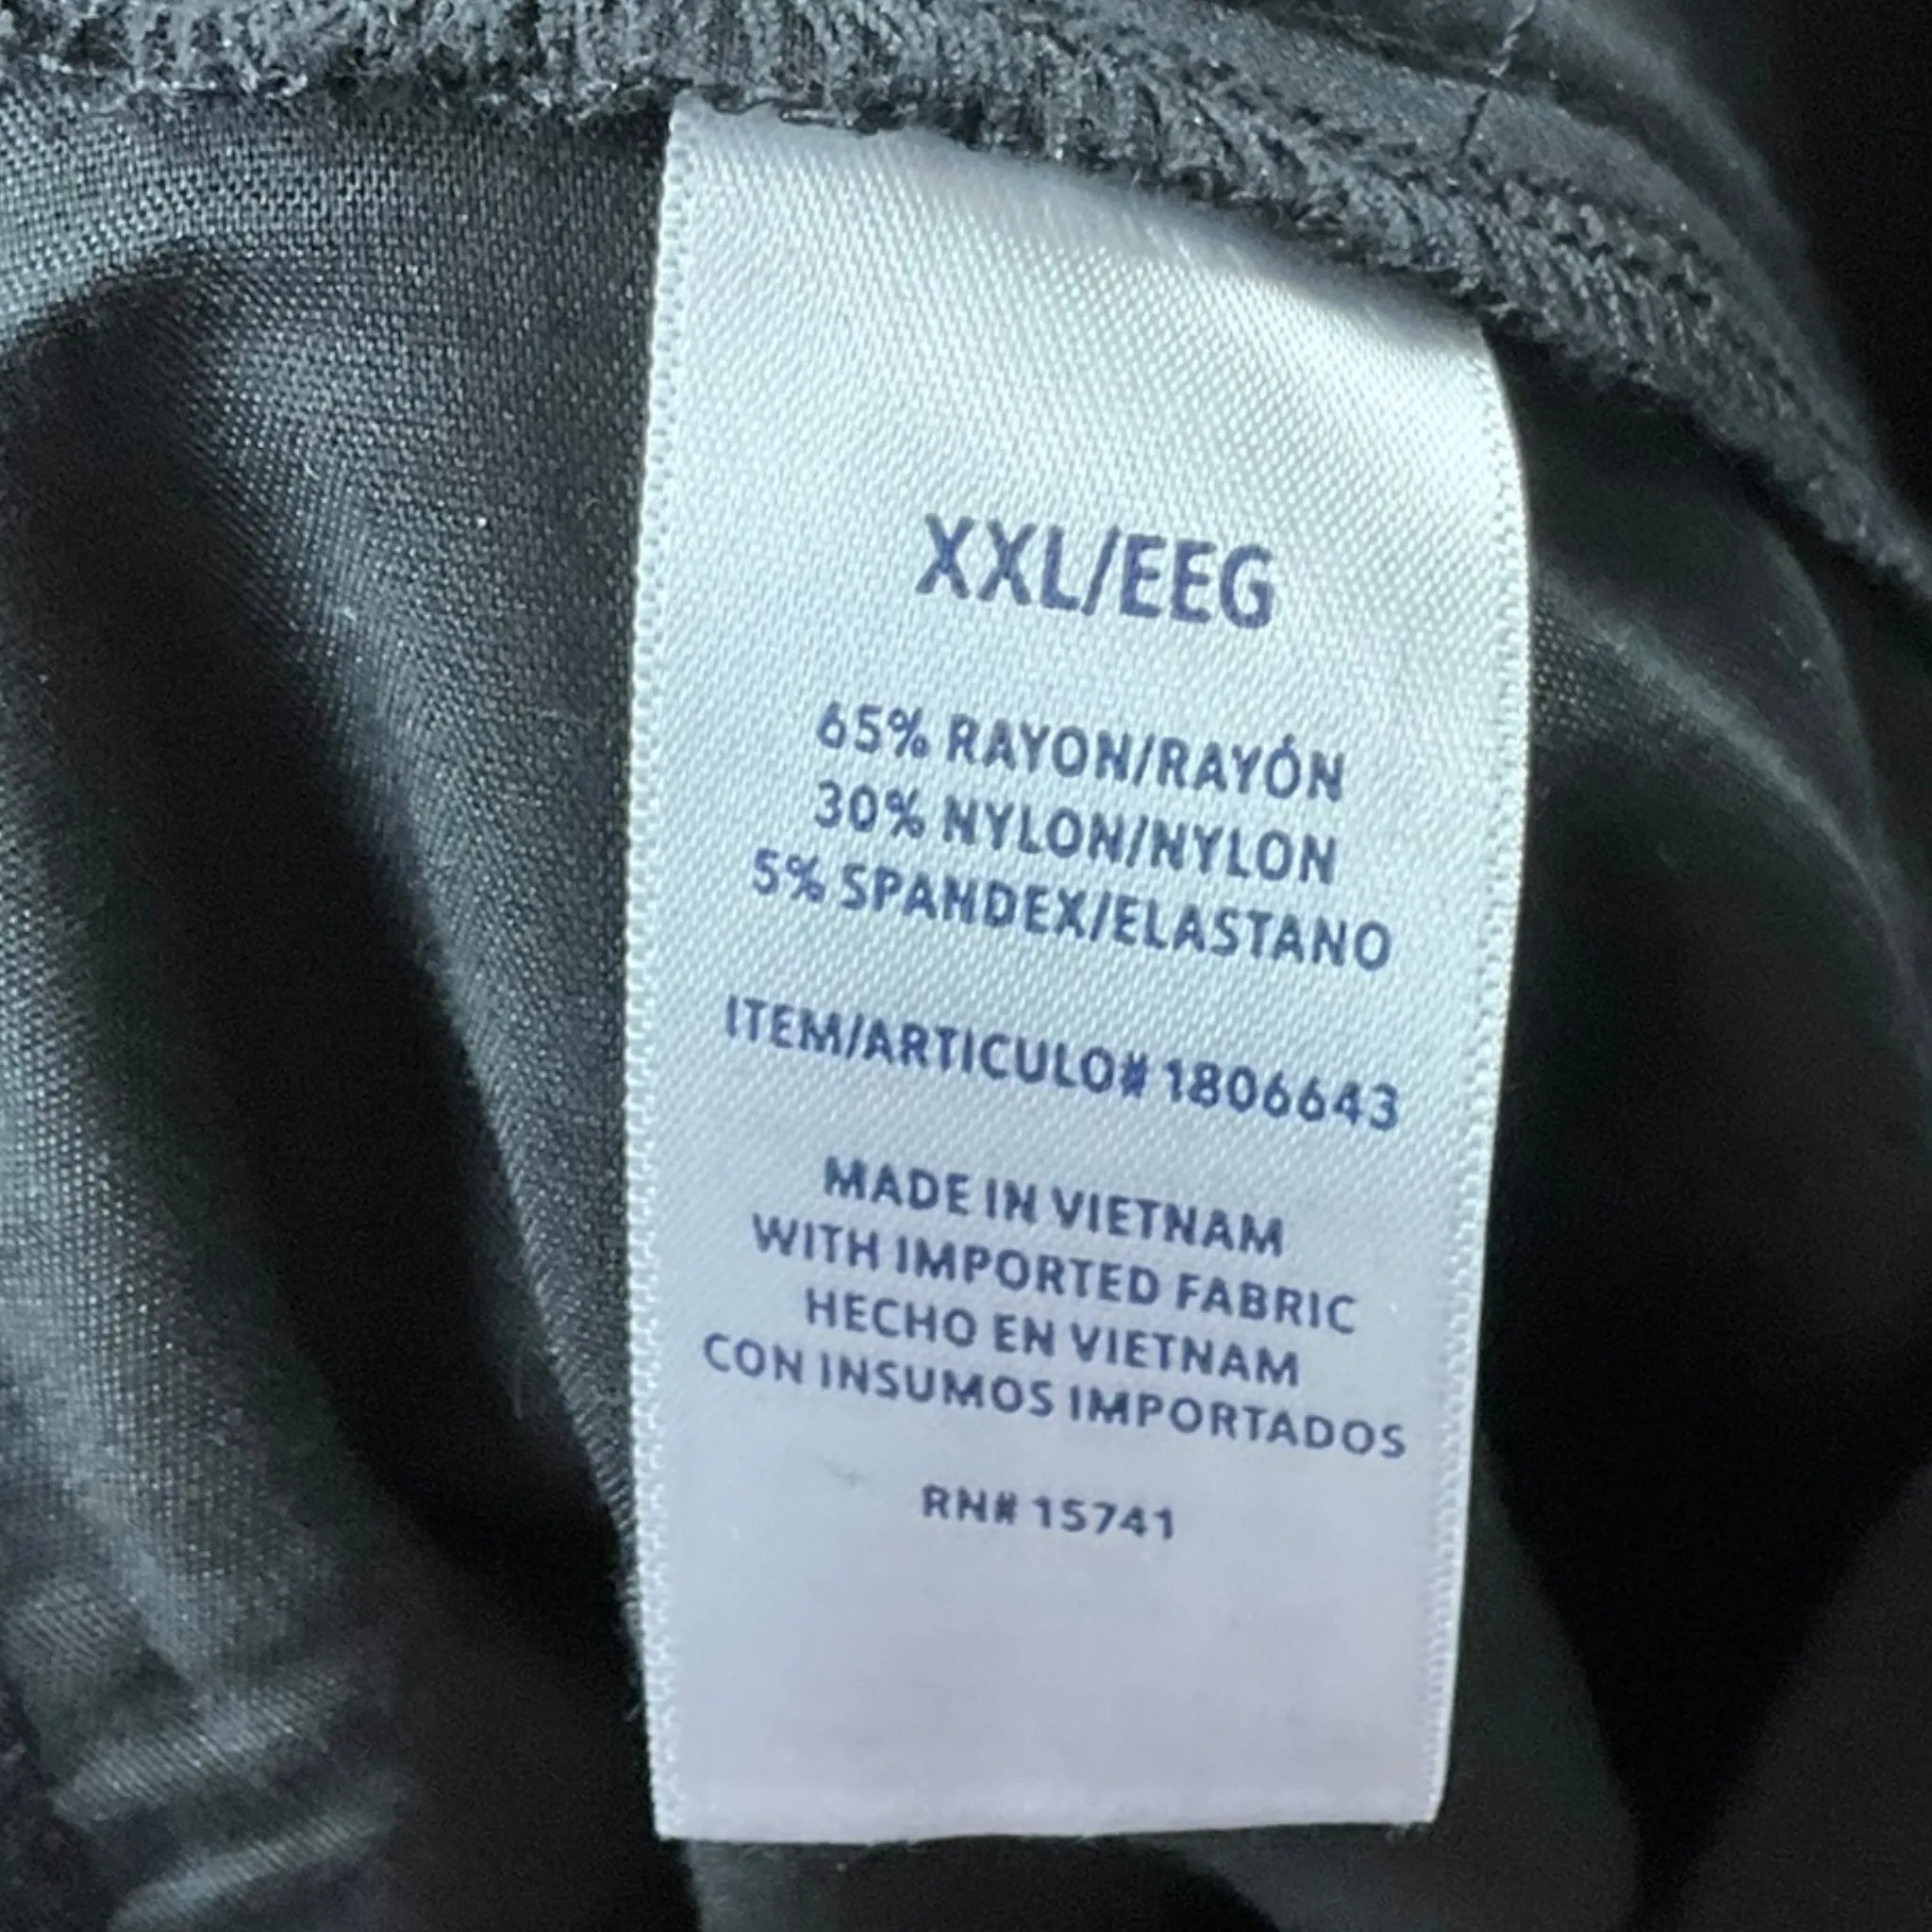 XXL/EEG
65% RAYON/RAYÓN
30% NYLON/NYLON
5% SPANDEX/ELASTANO
ITEM/ARTICULO# 1806643
MADE IN VIETNAM
WITH IMPORTED FABRIC
HECHO EN VIETNAM
CON INSUMOS IMPORTADOS
RN# 15741